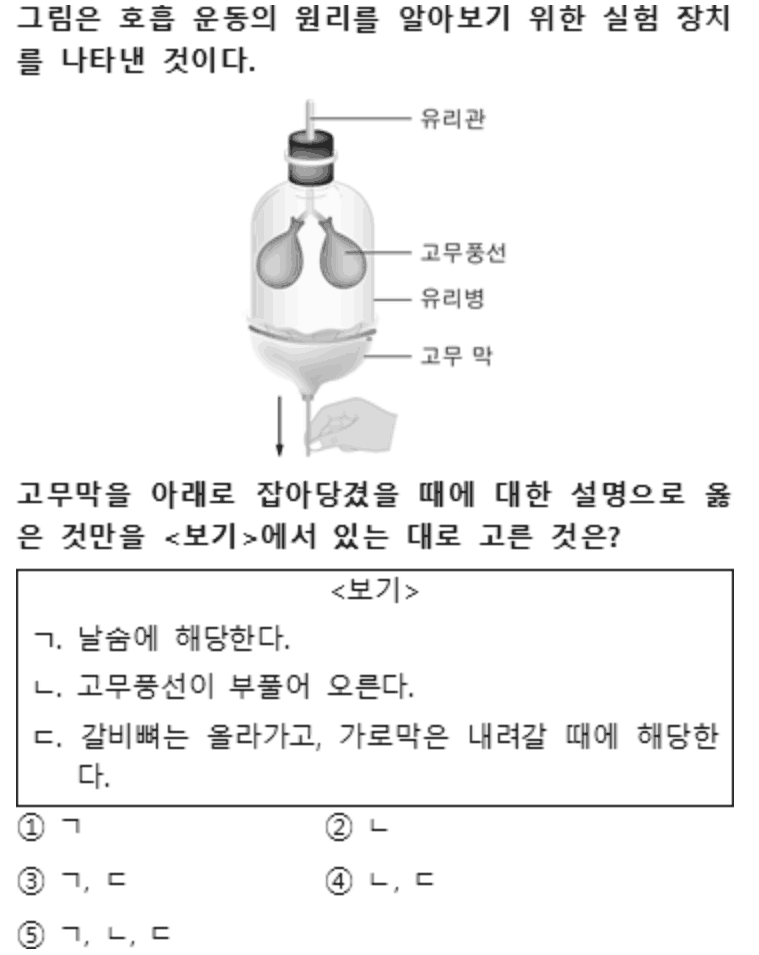 그림은 호흡 운동의 원리를 알아보기 위한 실험 장치
를 나타낸 것이다.
유리관
고무풍선
유리병
고무 막
고무막을 아래로 잡아당겼을 때에 대한 설명으로 옳
은 것만을 <보기>에서 있는 대로 고른 것은?
<보기>
ㄱ. 날숨에 해당한다.
ㄴ. 고무풍선이 부풀어 오른다.
ㄷ. 갈비뼈는 올라가고, 가로막은 내려갈 때에 해당한
다.
① ㄱ ② ㄴ
③ ㄱ, ㄷ ④ ㄴ, ㄷ
⑤ ㄱ, ㄴ, ㄷ